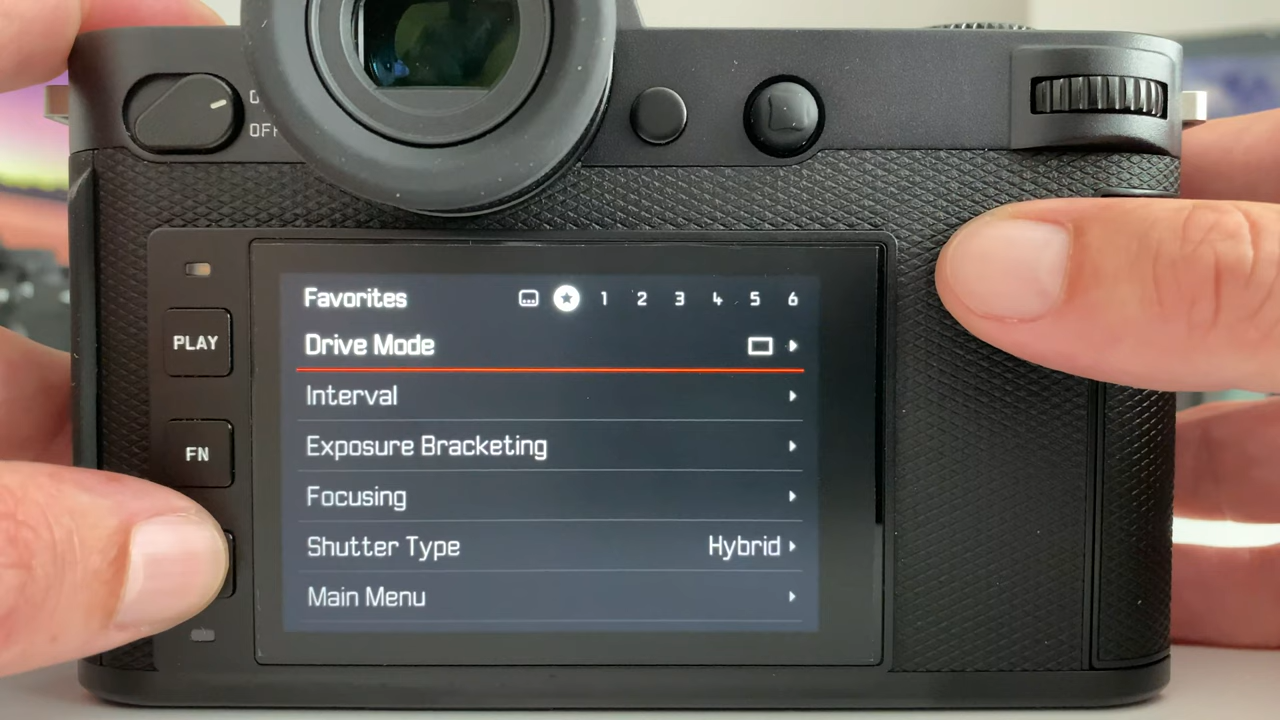 OFF
PLAY
FN
Favorites 1 2 3 4 5 6
Drive Mode
Interval
Exposure Bracketing
Focusing
Shutter Type Hybrid
Main Menu